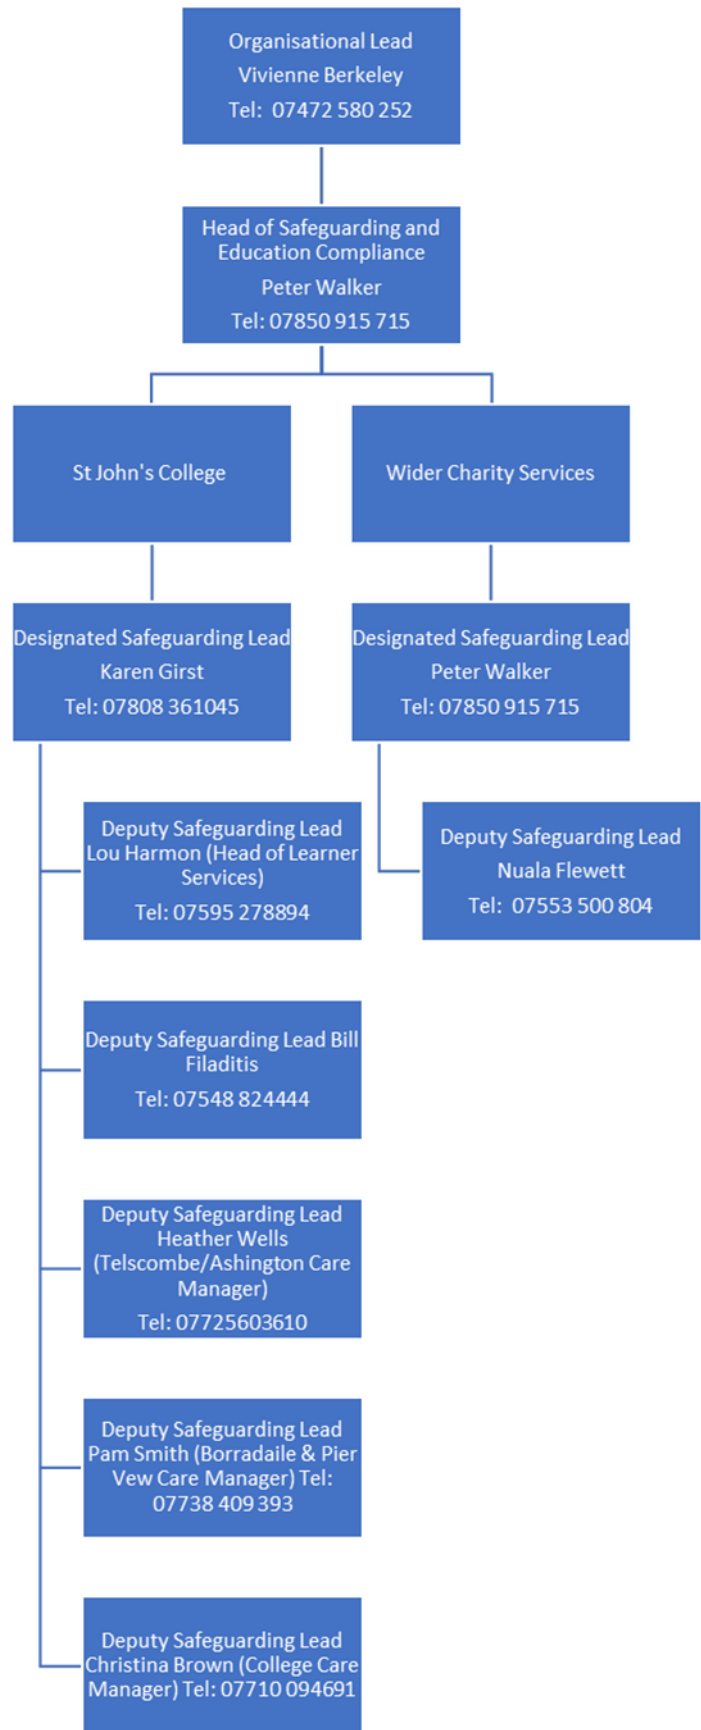 Organisational Lead
Vivienne Berkeley
Tel:  07472 580 252
Head of Safeguarding and
Education Compliance
Peter Walker
Tel: 07850 915 715
St John's College
Wider Charity Services
Designated Safeguarding Lead
Karen Girst
Tel: 07808 361045
Designated Safeguarding Lead
Peter Walker
Tel: 07850 915 715
Deputy Safeguarding Lead
Lou Harmon (Head of Learner
Services)
Tel: 07595 278894
Deputy Safeguarding Lead
Nuala Flewett
Tel:  07553 500 804
Deputy Safeguarding Lead Bill
Filaditis
Tel: 07548 824444
Deputy Safeguarding Lead
Heather Wells
(Telscombe/Ashington Care
Manager)
Tel: 07725603610
Deputy Safeguarding Lead
Pam Smith (Borradaile & Pier
Vew Care Manager) Tel:
07738 409 393
Deputy Safeguarding Lead
Christina Brown (College Care
Manager) Tel: 07710 094691